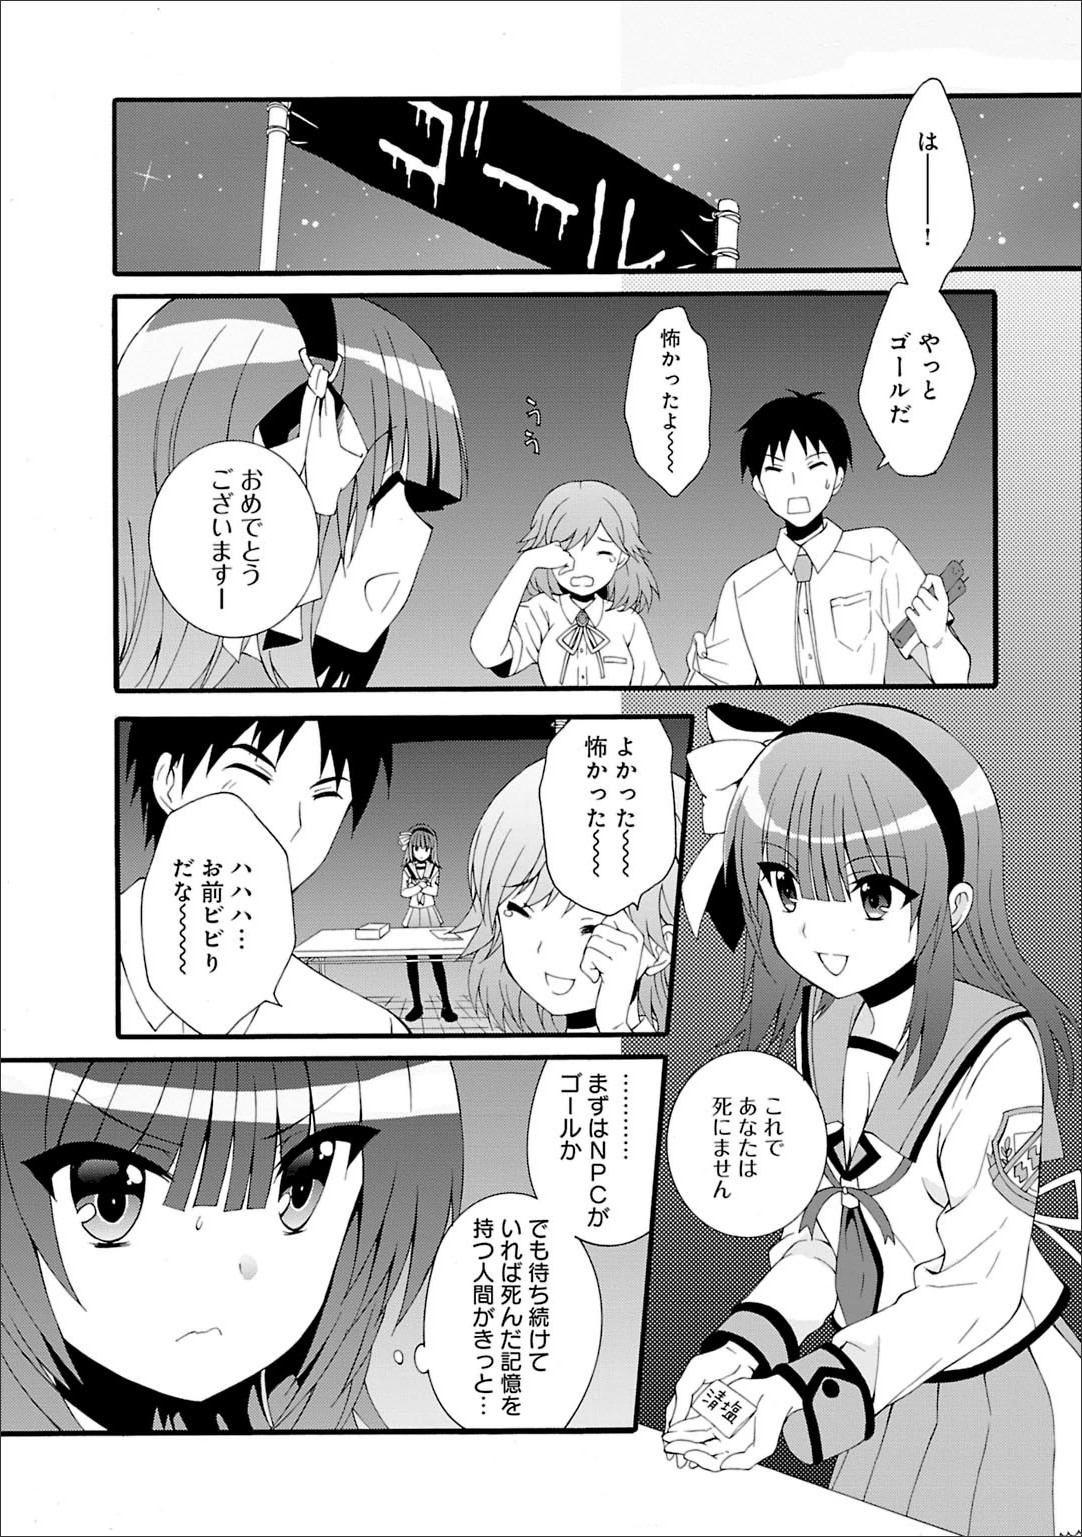 ゴール
はーー！
やっと
ゴールだ
怖かったよ～～
うぅ
おめでとう
ございますー
これで
あなたは
死にません
清塩
よかった～～～
怖かった～～～
ハハハ…
お前ビビり
だな～～～
…………
まずはNPCが
ゴールか
でも待ち続けて
いれば死んだ記憶を
持つ人間がきっと…